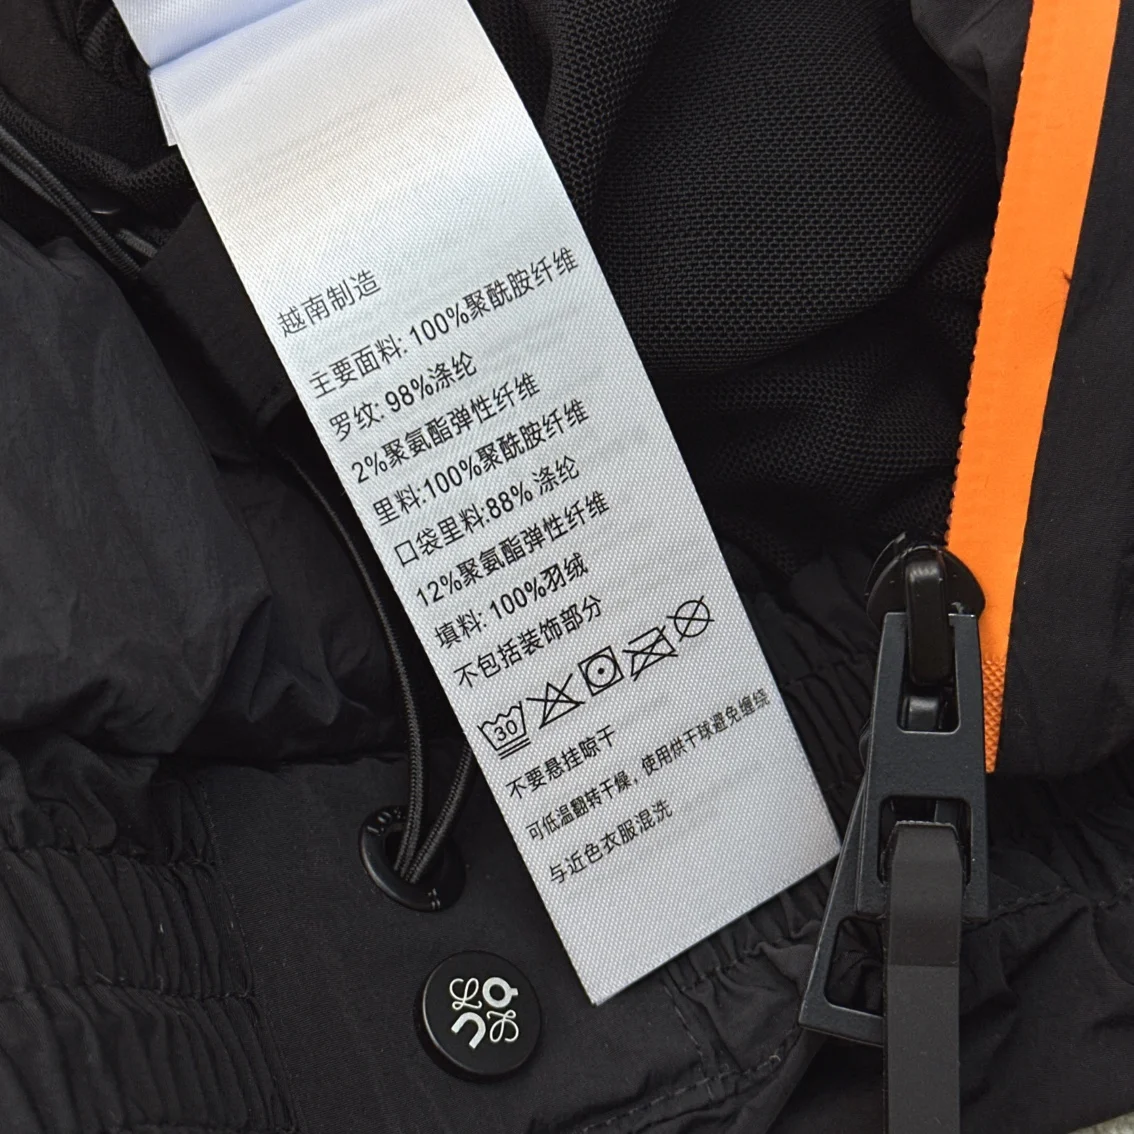 越南制造
主要面料: 100%聚酰胺纤维
罗纹: 98%涤纶
2%聚氨酯弹性纤维
里料:100%聚酰胺纤维
口袋里料:88% 涤纶
12%聚氨酯弹性纤维
填料: 100%羽绒
不包括装饰部分
30
不要悬挂晾干
可低温翻转干燥，使用烘干球避免缠绕
与近色衣服混洗